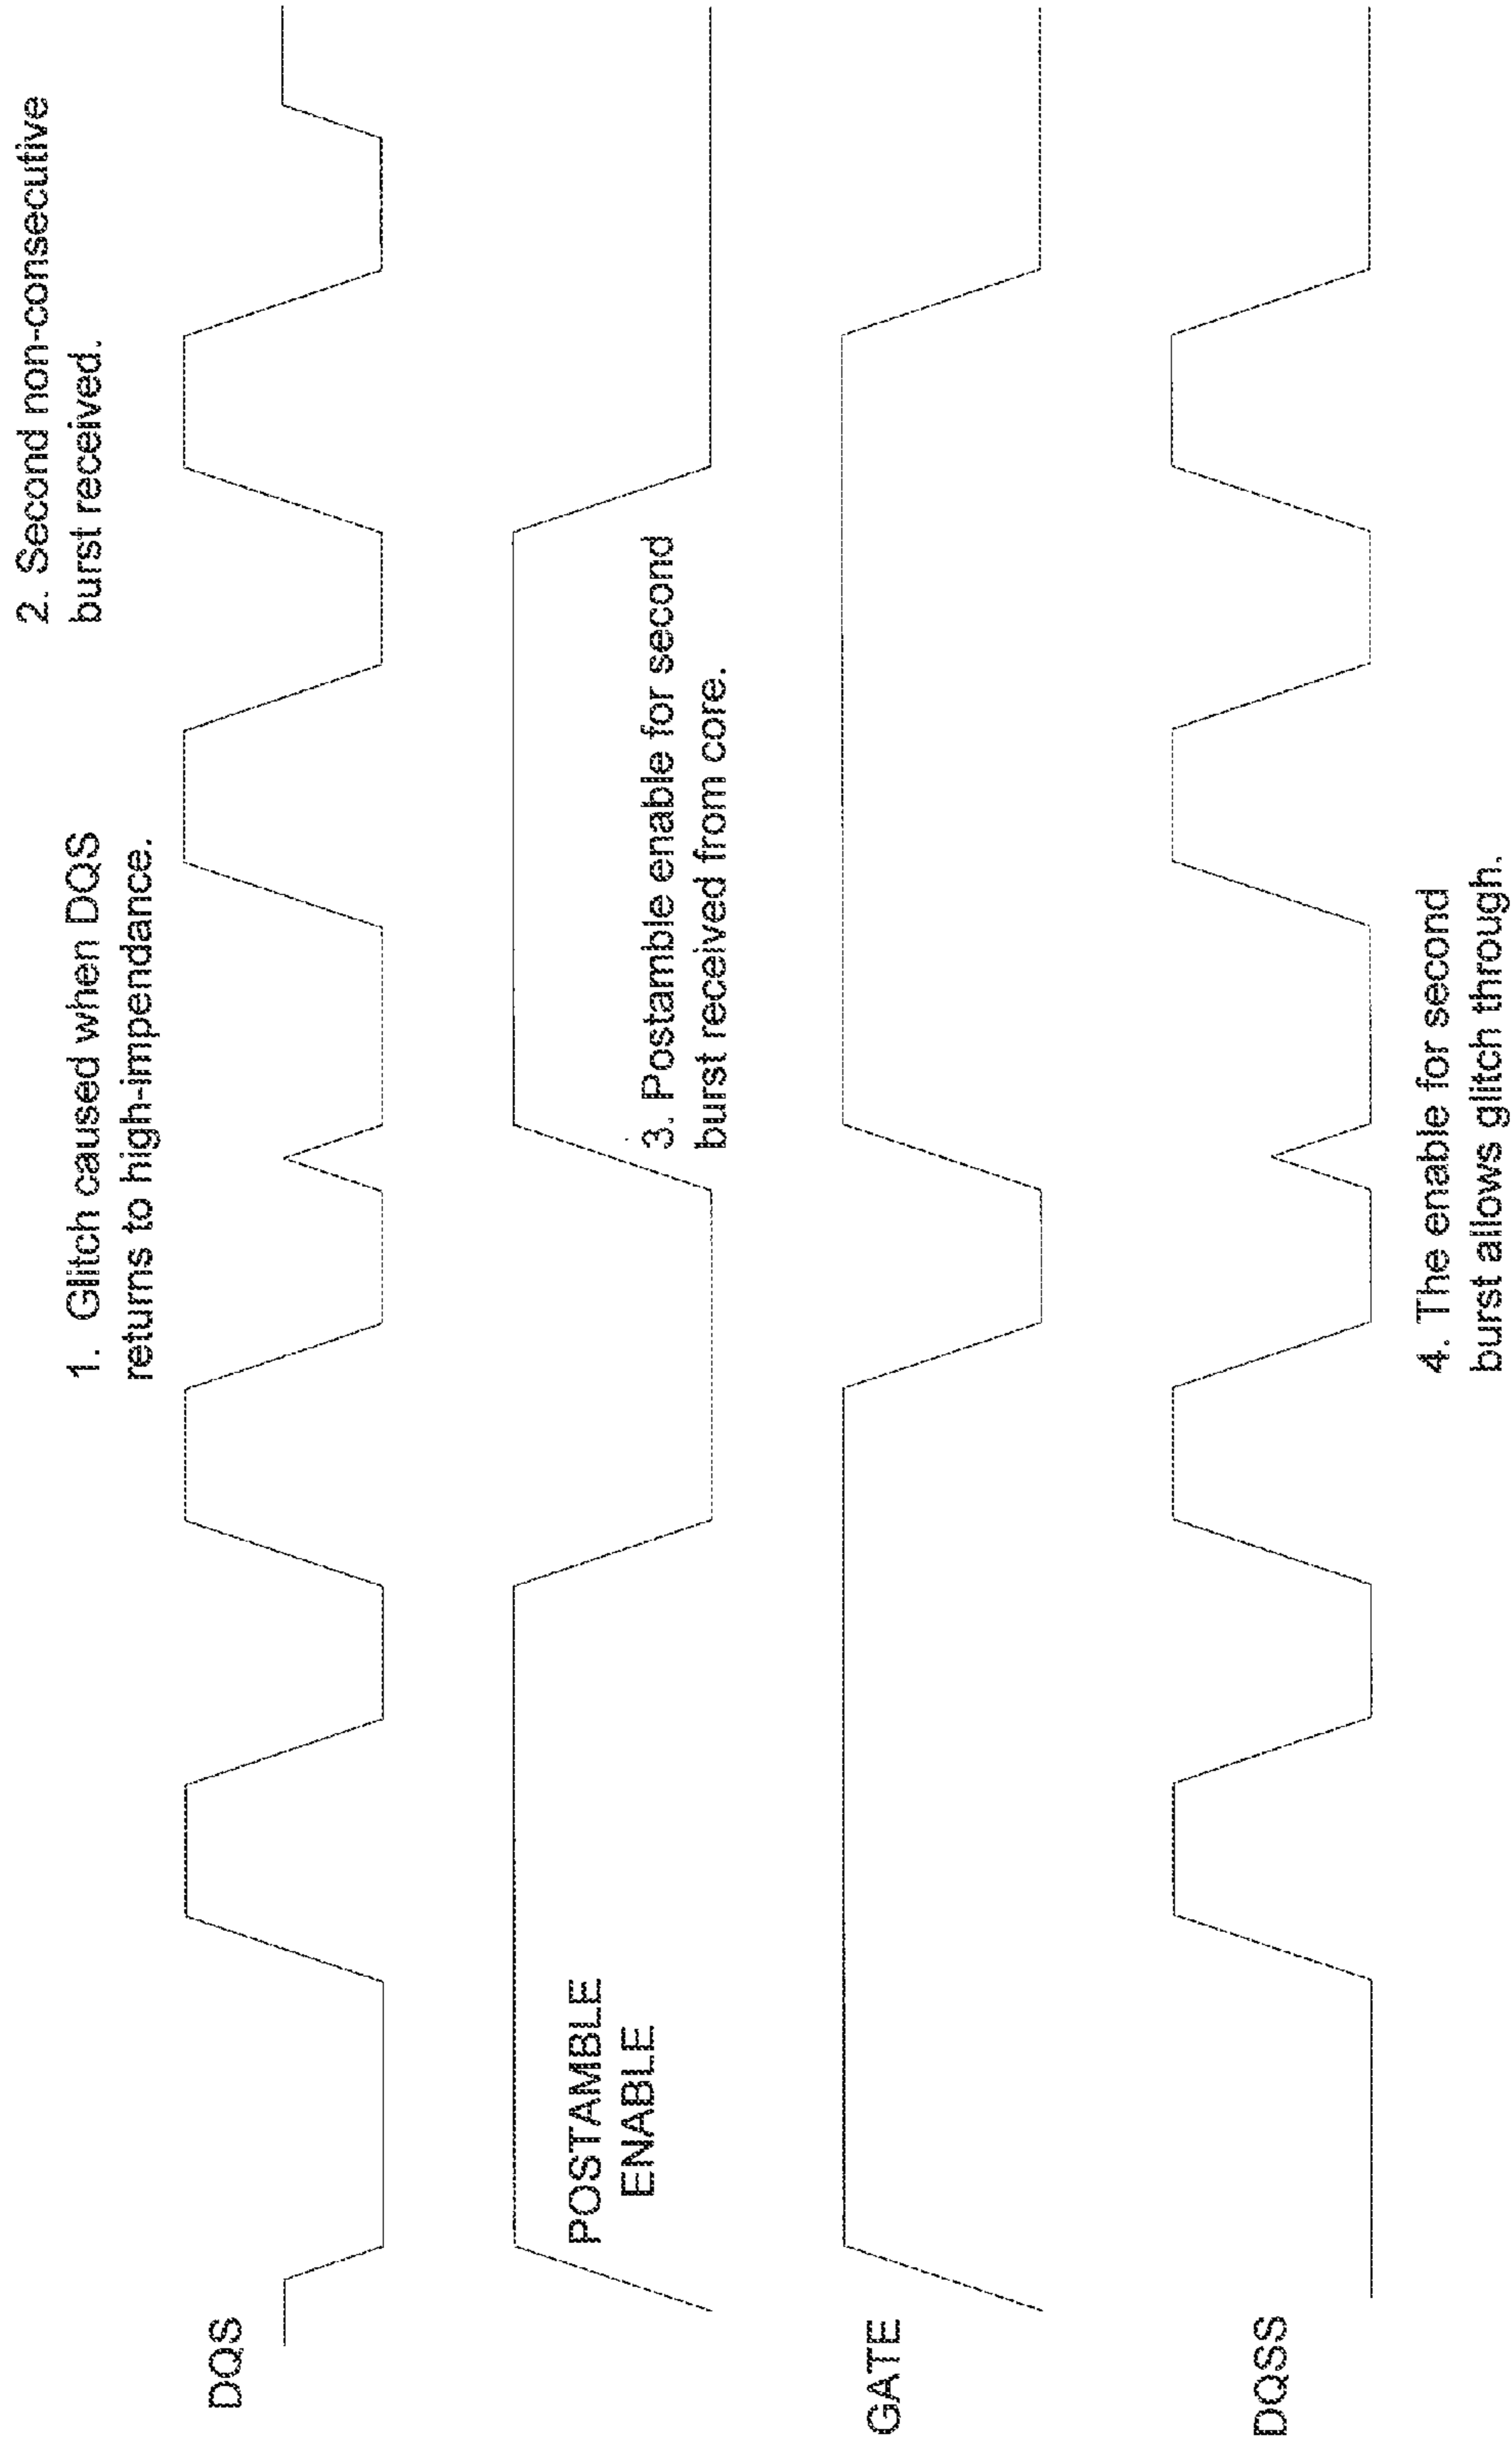 1. Glitch caused when DQS
returns to high-impendance.
2. Second non-consecutive
burst received.
DQS
POSTAMBLE
ENABLE
3. Postamble enable for second
burst received from core.
GATE
DQSS
4. The enable for second
burst allows glitch through.